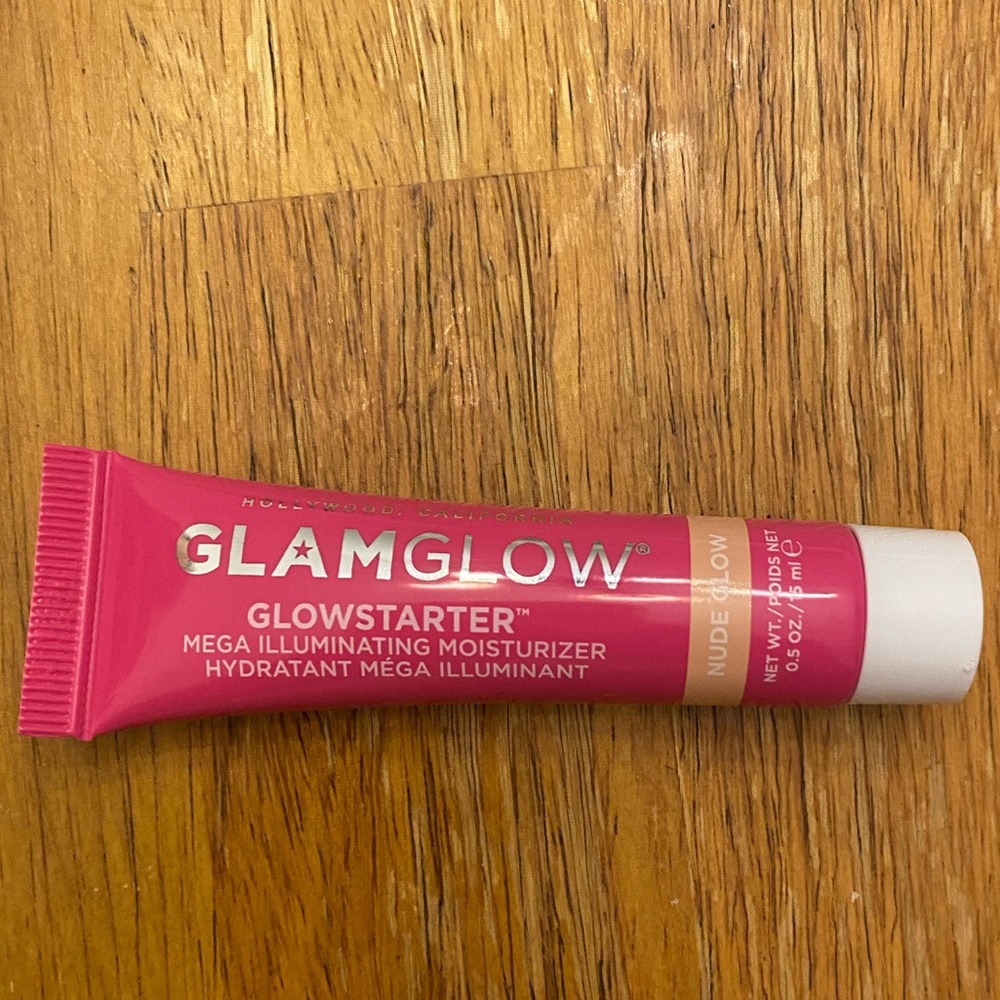 HOLLYWOOD, CALIFORNIA
GLAMGLOW®
GLOWSTARTER™
MEGA ILLUMINATING MOISTURIZER
HYDRATANT MÉGA ILLUMINANT
NUDE GLOW
NET WT./POIDS NET
0.5 OZ./15 ml ℮